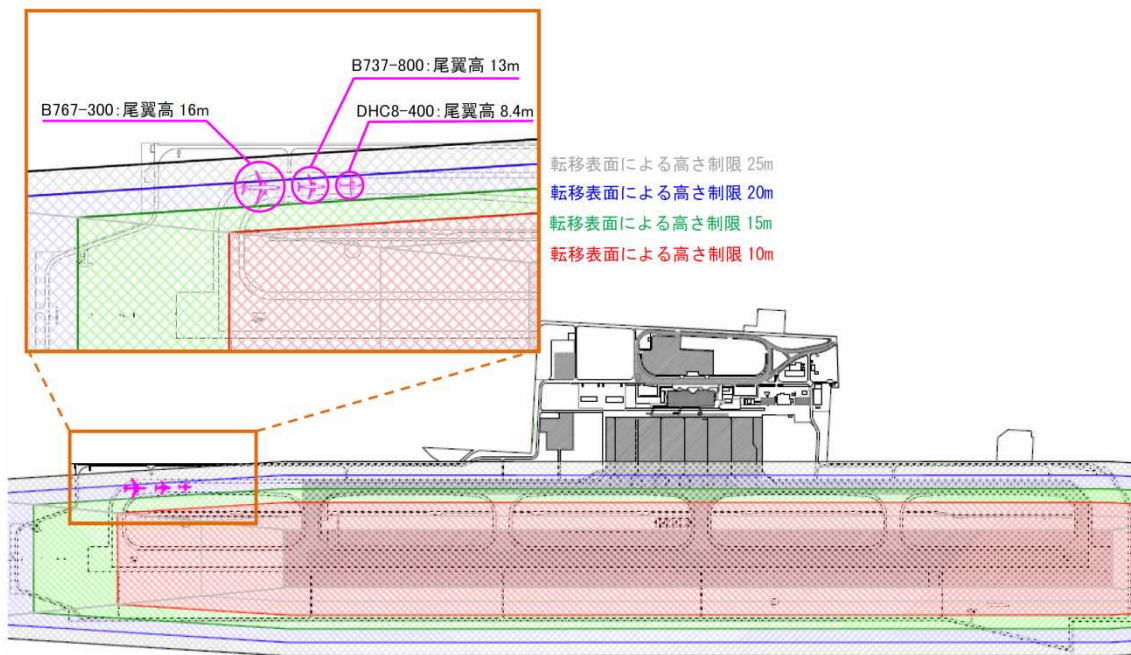 B737-800:尾翼高 13m
B767-300:尾翼高 16m
DHC8-400:尾翼高 8.4m
転移表面による高さ制限 25m
転移表面による高さ制限 20m
転移表面による高さ制限 15m
転移表面による高さ制限 10m